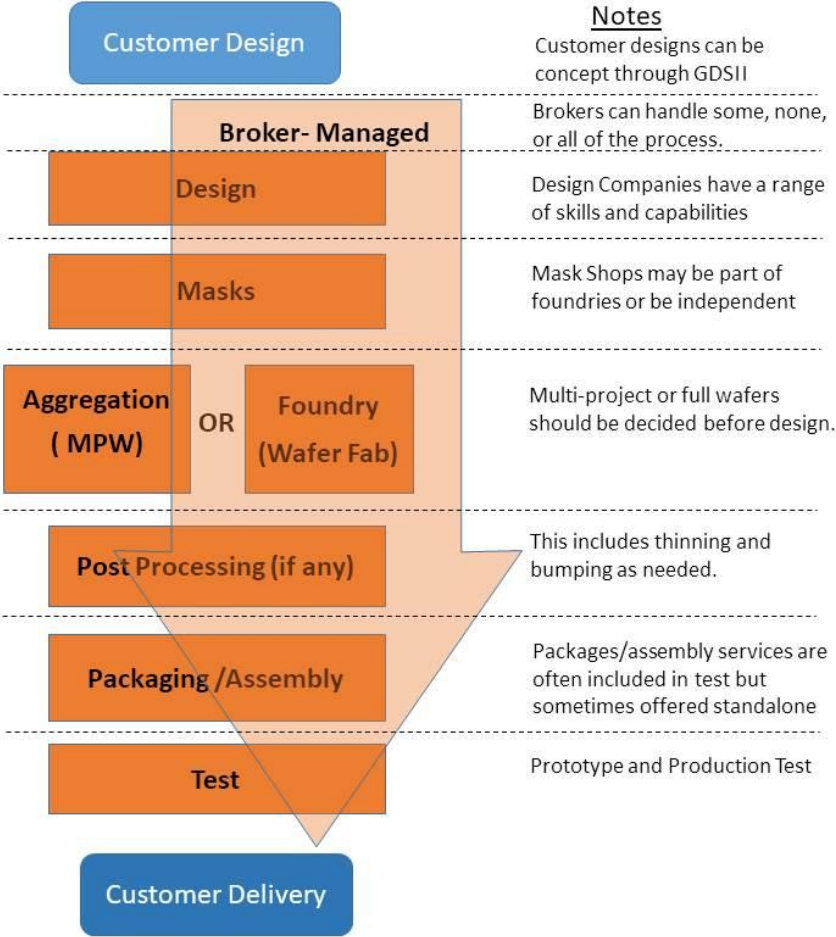 Customer Design
Notes
Customer designs can be
concept through GDSII
Broker- Managed
Brokers can handle some, none,
or all of the process.
Design
Design Companies have a range
of skills and capabilities
Masks
Mask Shops may be part of
foundries or be independent
Aggregation
( MPW)
OR
Foundry
(Wafer Fab)
Multi-project or full wafers
should be decided before design.
Post Processing (if any)
This includes thinning and
bumping as needed.
Packaging /Assembly
Packages/assembly services are
often included in test but
sometimes offered standalone
Test
Prototype and Production Test
Customer Delivery